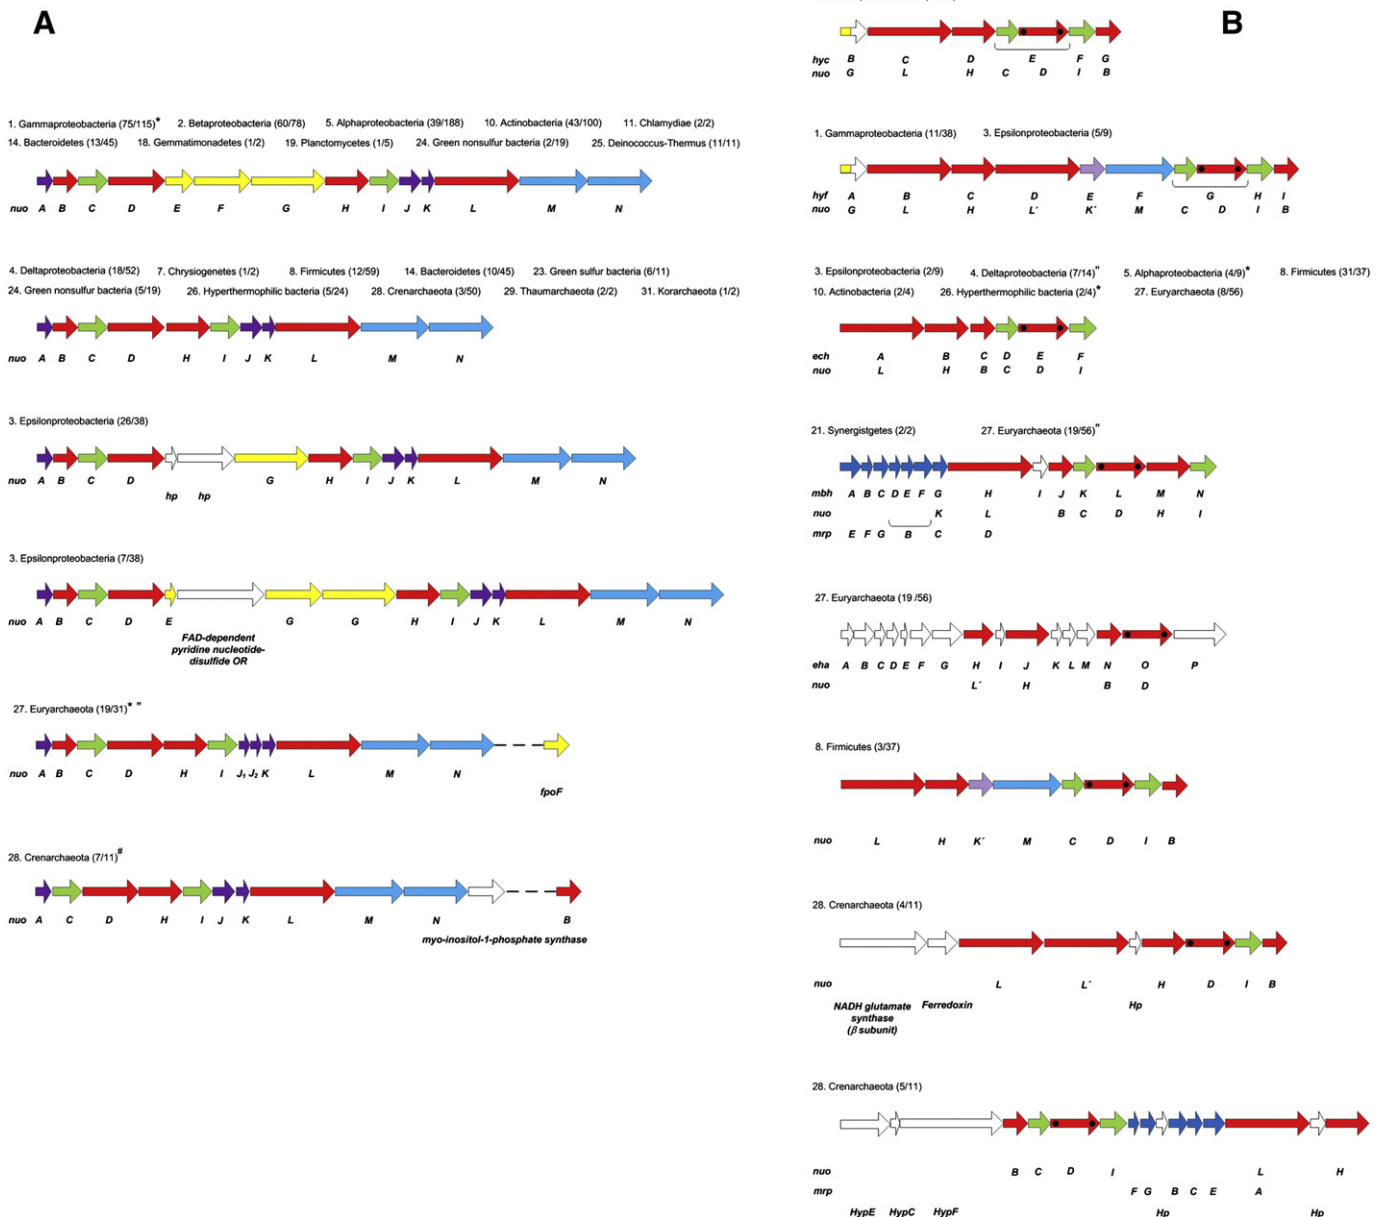 A
1. Gammaproteobacteria (75/115)* 2. Betaproteobacteria (60/78) 5. Alphaproteobacteria (39/188) 10. Actinobacteria (43/100) 11. Chlamydiae (2/2)
14. Bacteroidetes (13/45) 18. Gemmatimonadetes (1/2) 19. Planctomycetes (1/5) 24. Green nonsulfur bacteria (2/19) 25. Deinococcus-Thermus (11/11)
nuo A B C D E F G H I J K L M N
4. Deltaproteobacteria (18/52) 7. Chrysiogenetes (1/2) 8. Firmicutes (12/59) 14. Bacteroidetes (10/45) 23. Green sulfur bacteria (6/11)
24. Green nonsulfur bacteria (5/19) 26. Hyperthermophilic bacteria (5/24) 28. Crenarchaeota (3/50) 29. Thaumarchaeota (2/2) 31. Korarchaeota (1/2)
nuo A B C D H I J K L M N
3. Epsilonproteobacteria (26/38)
nuo A B C D G H I J K L M N
hp hp
3. Epsilonproteobacteria (7/38)
nuo A B C D E G G H I J K L M N
FAD-dependent
pyridine nucleotide-
disulfide OR
27. Euryarchaeota (19/31)* "
nuo A B C D H I J1 J2 K L M N
fpoF
28. Crenarchaeota (7/11)#
nuo A C D H I J K L M N B
myo-inositol-1-phosphate synthase
B
hyc B C D E F G
nuo G L H C D I B
1. Gammaproteobacteria (11/38) 3. Epsilonproteobacteria (5/9)
hyf A B C D E F G H I
nuo G L H L´ K´ M C D I B
3. Epsilonproteobacteria (2/9) 4. Deltaproteobacteria (7/14)" 5. Alphaproteobacteria (4/9)* 8. Firmicutes (31/37)
10. Actinobacteria (2/4) 26. Hyperthermophilic bacteria (2/4)* 27. Euryarchaeota (8/56)
ech A B C D E F
nuo L H B C D I
21. Synergistgetes (2/2) 27. Euryarchaeota (19/56)"
mbh A B C D E F G H I J K L M N
nuo K L B C D H I
mrp E F G B C D
27. Euryarchaeota (19 /56)
eha A B C D E F G H I J K L M N O P
nuo L´ H B D
8. Firmicutes (3/37)
nuo L H K´ M C D I B
28. Crenarchaeota (4/11)
nuo L L´ H D I B
NADH glutamate
synthase
(β subunit)
Ferredoxin
Hp
28. Crenarchaeota (5/11)
nuo B C D I L H
mrp F G B C E A
HypE HypC HypF Hp Hp